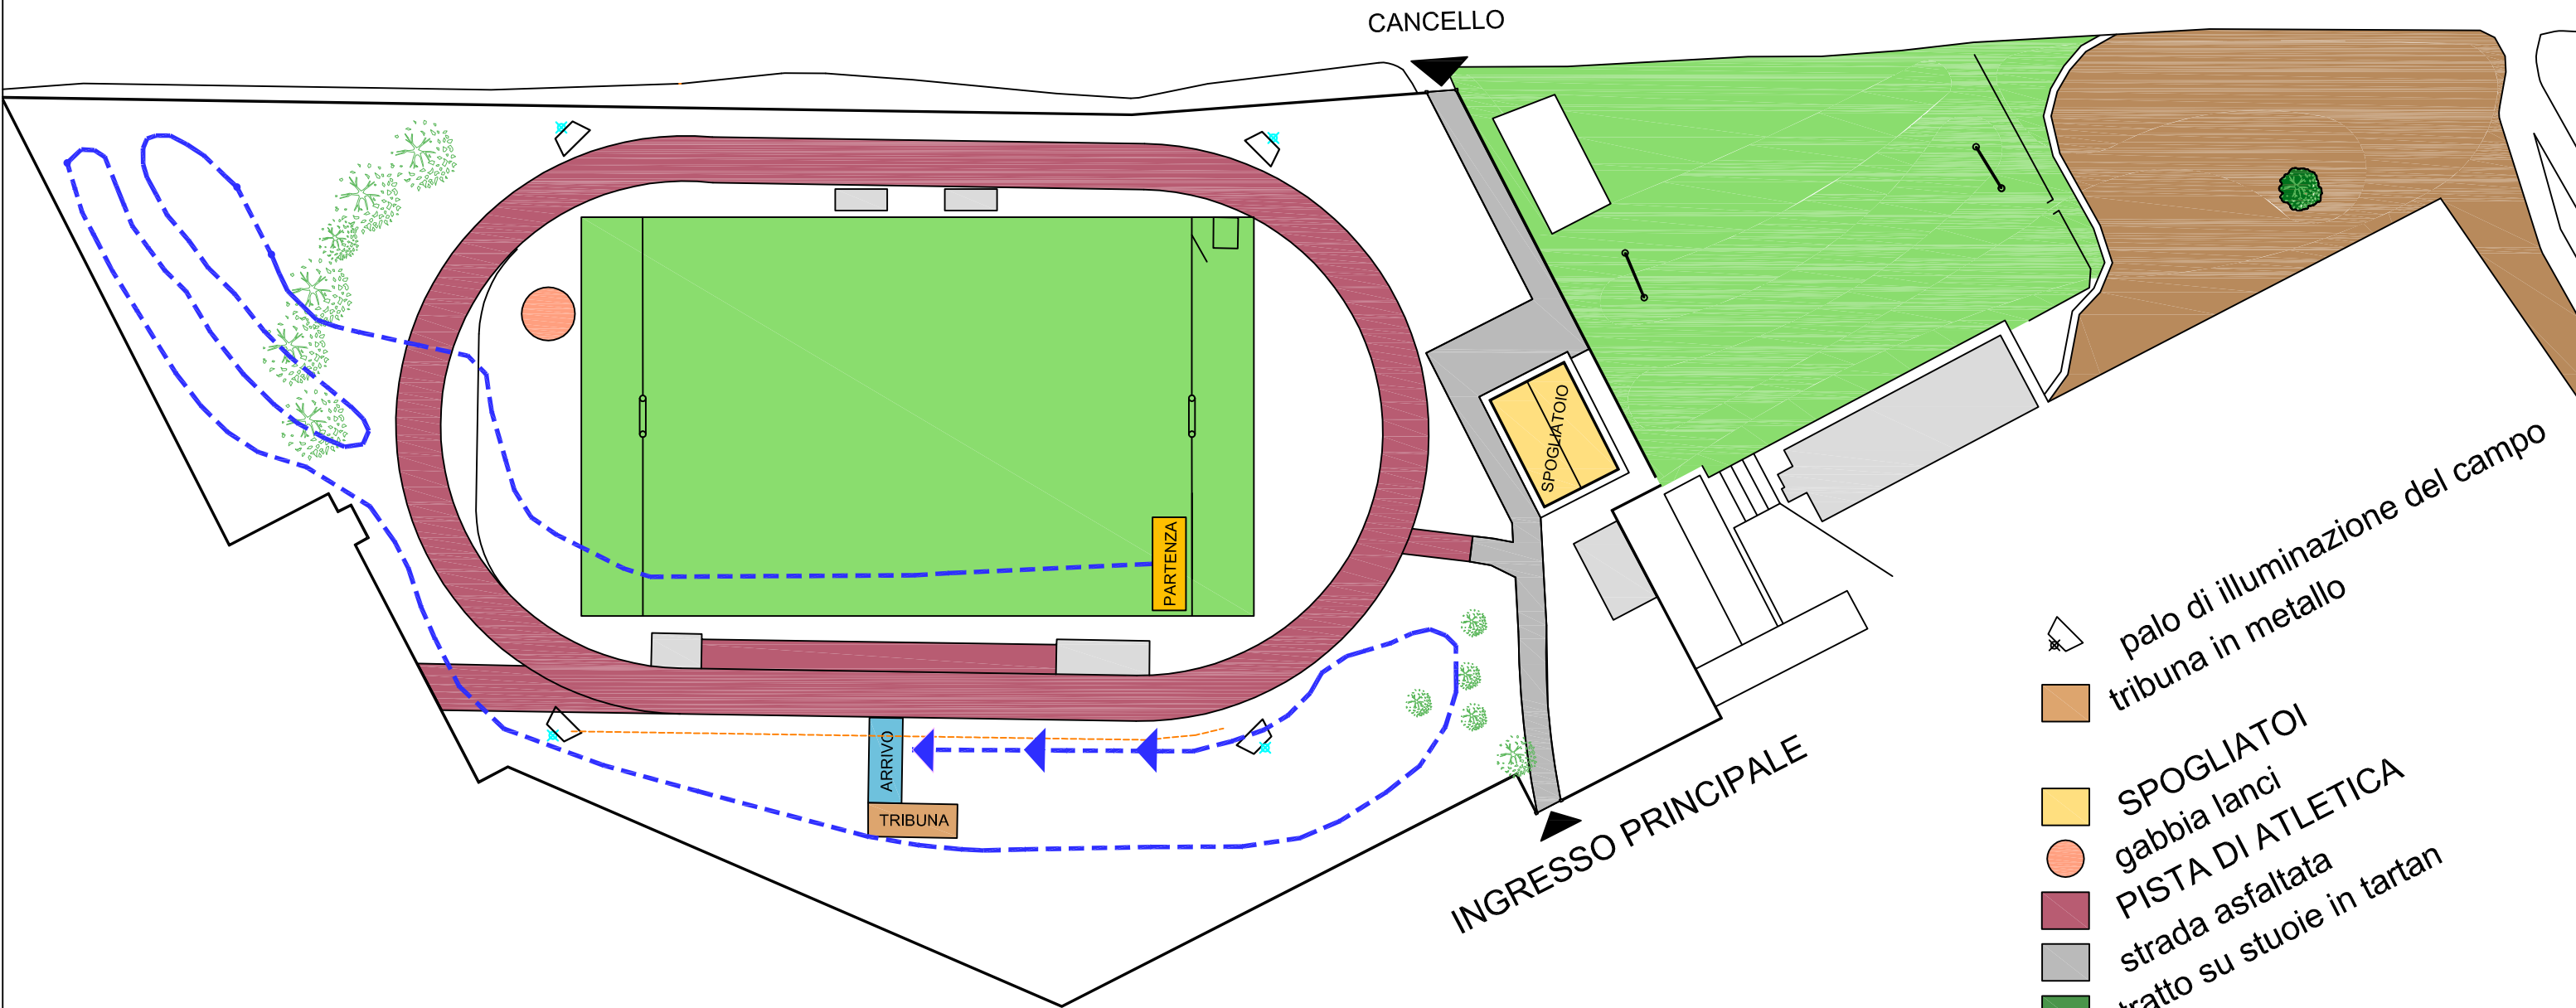 CANCELLO
SPOGLIATOIO
PARTENZA
ARRIVO
TRIBUNA
INGRESSO PRINCIPALE
palo di illuminazione del campo
tribuna in metallo
SPOGLIATOI
gabbia lanci
PISTA DI ATLETICA
strada asfaltata
tratto su stuoie in tartan